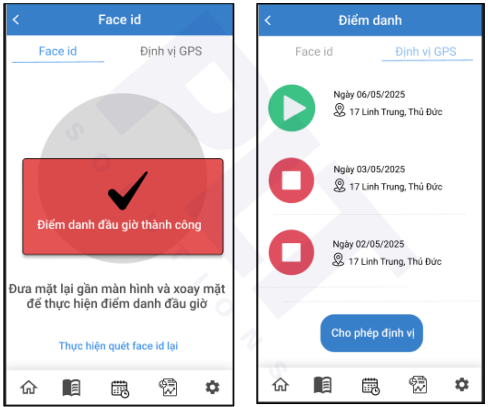 Face id
Face id
Định vị GPS
Điểm danh đầu giờ thành công
Đưa mặt lại gần màn hình và xoay mặt
để thực hiện điểm danh đầu giờ
Thực hiện quét face id lại
Điểm danh
Face id
Định vị GPS
Ngày 06/05/2025
17 Linh Trung, Thủ Đức
Ngày 03/05/2025
17 Linh Trung, Thủ Đức
Ngày 02/05/2025
17 Linh Trung, Thủ Đức
Cho phép định vị